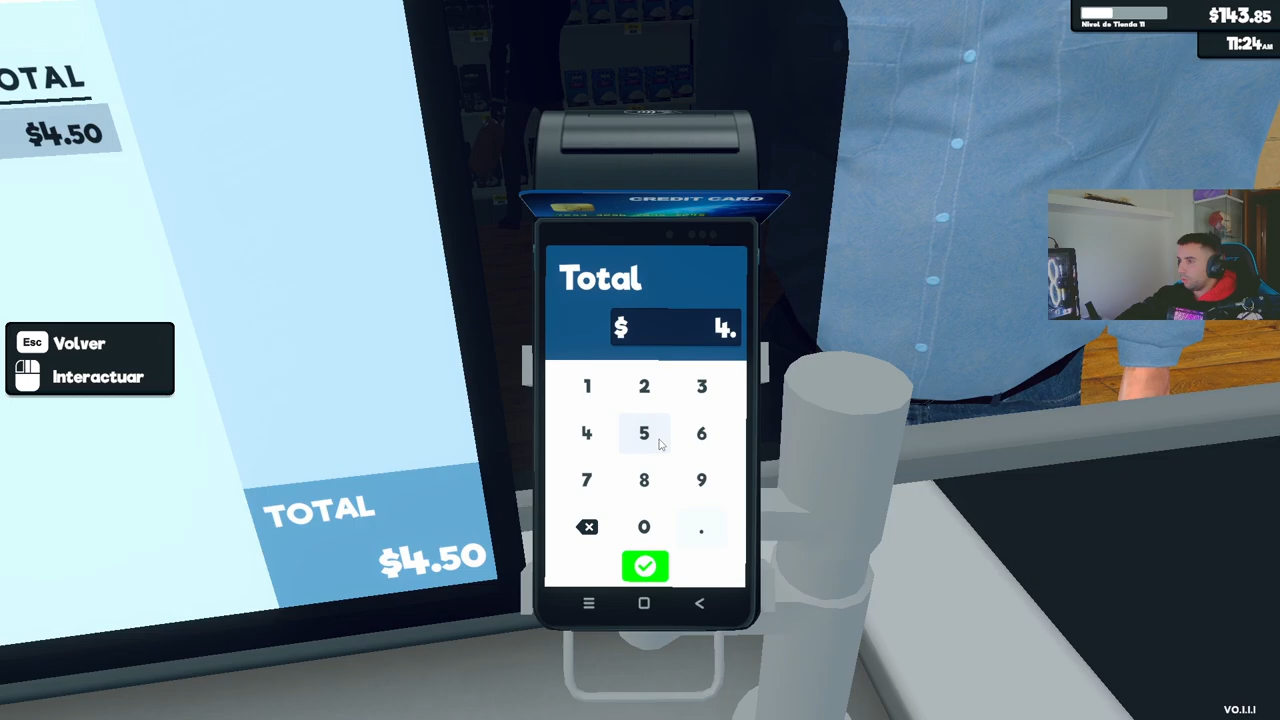 OTAL
$4.50
TOTAL
$4.50
Esc Volver
Interactuar
CREDIT CARD
Total
$ 4.
1 2 3
4 5 6
7 8 9
0 .
$143.85
Nivel de Tienda 11
11:24AM
V0.1.1.1